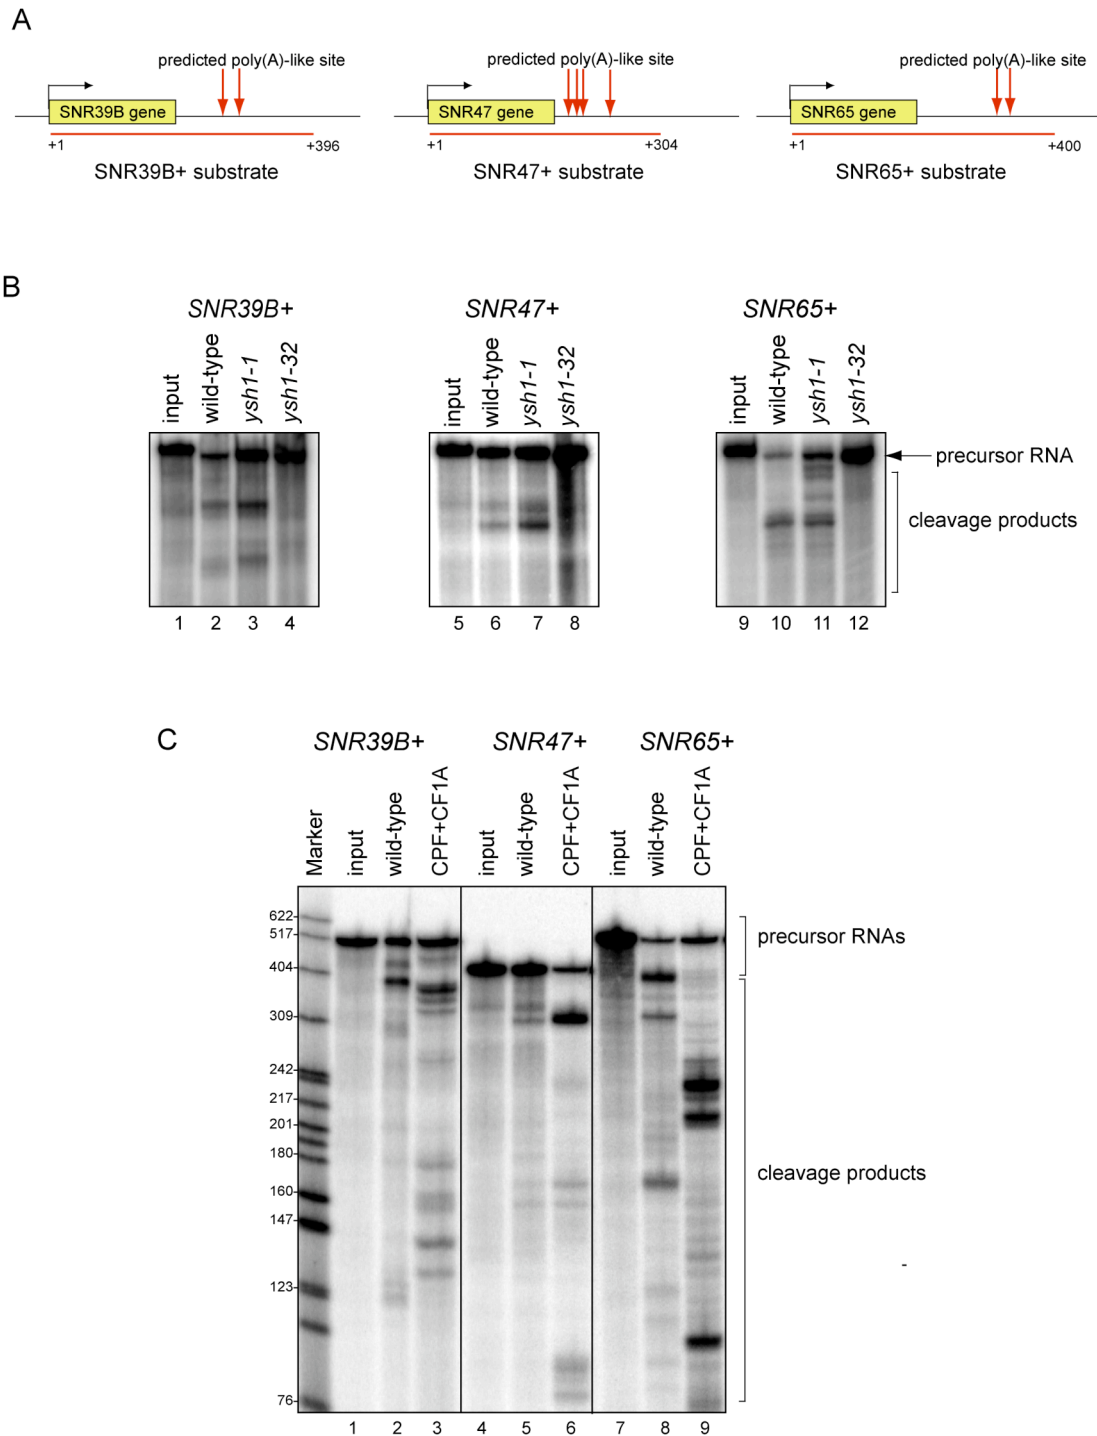 A
predicted poly(A)-like site
predicted poly(A)-like site
predicted poly(A)-like site
SNR39B gene
SNR47 gene
SNR65 gene
+1
+396
+1
+304
+1
+400
SNR39B+ substrate
SNR47+ substrate
SNR65+ substrate
B
SNR39B+
SNR47+
SNR65+
input
wild-type
ysh1-1
ysh1-32
input
wild-type
ysh1-1
ysh1-32
input
wild-type
ysh1-1
ysh1-32
precursor RNA
cleavage products
1 2 3 4
5 6 7 8
9 10 11 12
C
SNR39B+
SNR47+
SNR65+
Marker
input
wild-type
CPF+CF1A
input
wild-type
CPF+CF1A
input
wild-type
CPF+CF1A
622-
517-
404-
309-
242-
217-
201-
180-
160-
147-
123-
76-
precursor RNAs
cleavage products
-
1 2 3 4 5 6 7 8 9